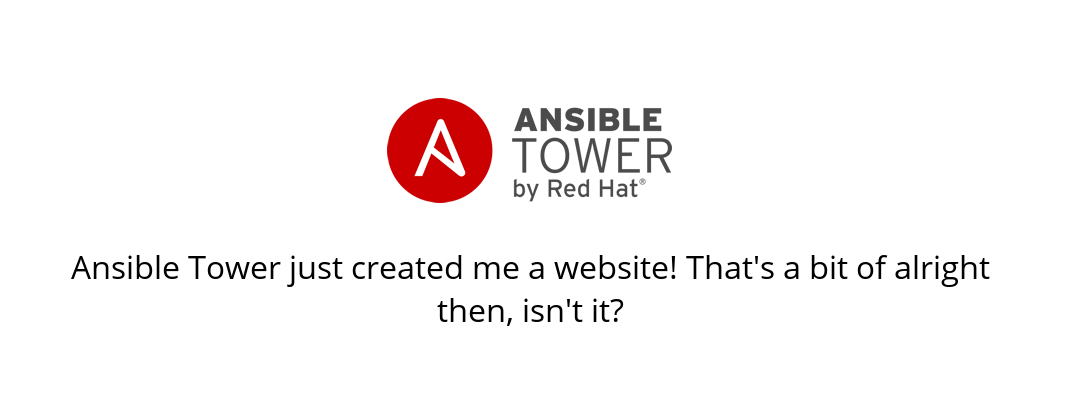 ANSIBLE
TOWER
by Red Hat®
Ansible Tower just created me a website! That's a bit of alright
then, isn't it?